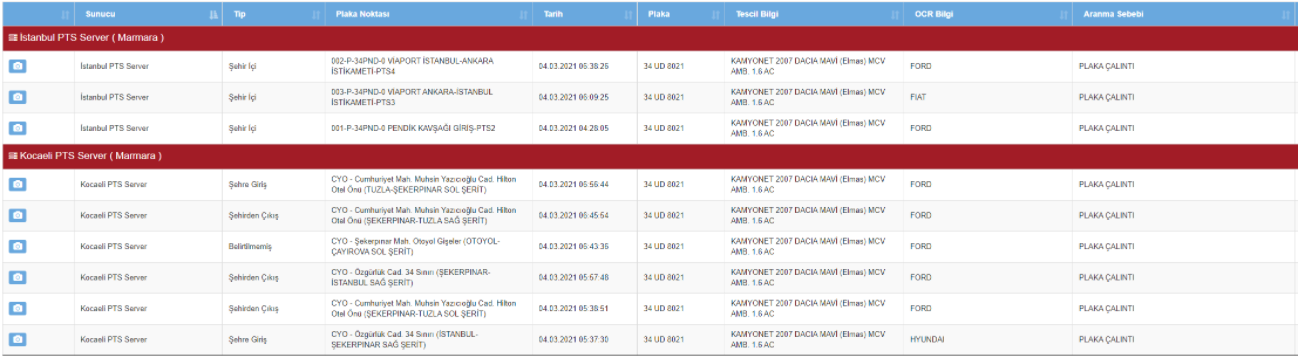 Sunucu Tip Plaka Noktası Tarih Plaka Tescil Bilgi OCR Bilgi Aranma Sebebi
İstanbul PTS Server ( Marmara )
İstanbul PTS Server Şehir İçi 002-P-34PND-0 VİAPORT İSTANBUL-ANKARA İSTİKAMETİ-PTS4 04.03.2021 06:38:26 34 UD 8021 KAMYONET 2007 DACIA MAVİ (Elmas) MCV AMB. 1.6 AC FORD PLAKA ÇALINTI
İstanbul PTS Server Şehir İçi 003-P-34PND-0 VİAPORT ANKARA-İSTANBUL İSTİKAMETİ-PTS3 04.03.2021 06:09:25 34 UD 8021 KAMYONET 2007 DACIA MAVİ (Elmas) MCV AMB. 1.6 AC FIAT PLAKA ÇALINTI
İstanbul PTS Server Şehir İçi 001-P-34PND-0 PENDİK KAVŞAĞI GİRİŞ-PTS2 04.03.2021 04:28:05 34 UD 8021 KAMYONET 2007 DACIA MAVİ (Elmas) MCV AMB. 1.6 AC FORD PLAKA ÇALINTI
Kocaeli PTS Server ( Marmara )
Kocaeli PTS Server Şehre Giriş CYO - Cumhuriyet Mah. Muhsin Yazıcıoğlu Cad. Hilton Otel Önü (TUZLA-ŞEKERPINAR SOL ŞERİT) 04.03.2021 06:56:44 34 UD 8021 KAMYONET 2007 DACIA MAVİ (Elmas) MCV AMB. 1.6 AC FORD PLAKA ÇALINTI
Kocaeli PTS Server Şehirden Çıkış CYO - Cumhuriyet Mah. Muhsin Yazıcıoğlu Cad. Hilton Otel Önü (ŞEKERPINAR-TUZLA SAĞ ŞERİT) 04.03.2021 06:45:54 34 UD 8021 KAMYONET 2007 DACIA MAVİ (Elmas) MCV AMB. 1.6 AC FORD PLAKA ÇALINTI
Kocaeli PTS Server Belirtilmemiş CYO - Şekerpınar Mah. Otoyol Gişeler (OTOYOL-ÇAYIROVA SOL ŞERİT) 04.03.2021 06:43:35 34 UD 8021 KAMYONET 2007 DACIA MAVİ (Elmas) MCV AMB. 1.6 AC FORD PLAKA ÇALINTI
Kocaeli PTS Server Şehirden Çıkış CYO - Özgürlük Cad. 34 Sınırı (ŞEKERPINAR-İSTANBUL SAĞ ŞERİT) 04.03.2021 05:57:48 34 UD 8021 KAMYONET 2007 DACIA MAVİ (Elmas) MCV AMB. 1.6 AC FORD PLAKA ÇALINTI
Kocaeli PTS Server Şehirden Çıkış CYO - Cumhuriyet Mah. Muhsin Yazıcıoğlu Cad. Hilton Otel Önü (ŞEKERPINAR-TUZLA SAĞ ŞERİT) 04.03.2021 05:38:51 34 UD 8021 KAMYONET 2007 DACIA MAVİ (Elmas) MCV AMB. 1.6 AC FORD PLAKA ÇALINTI
Kocaeli PTS Server Şehre Giriş CYO - Özgürlük Cad. 34 Sınırı (İSTANBUL-ŞEKERPINAR SAĞ ŞERİT) 04.03.2021 05:37:30 34 UD 8021 KAMYONET 2007 DACIA MAVİ (Elmas) MCV AMB. 1.6 AC HYUNDAI PLAKA ÇALINTI